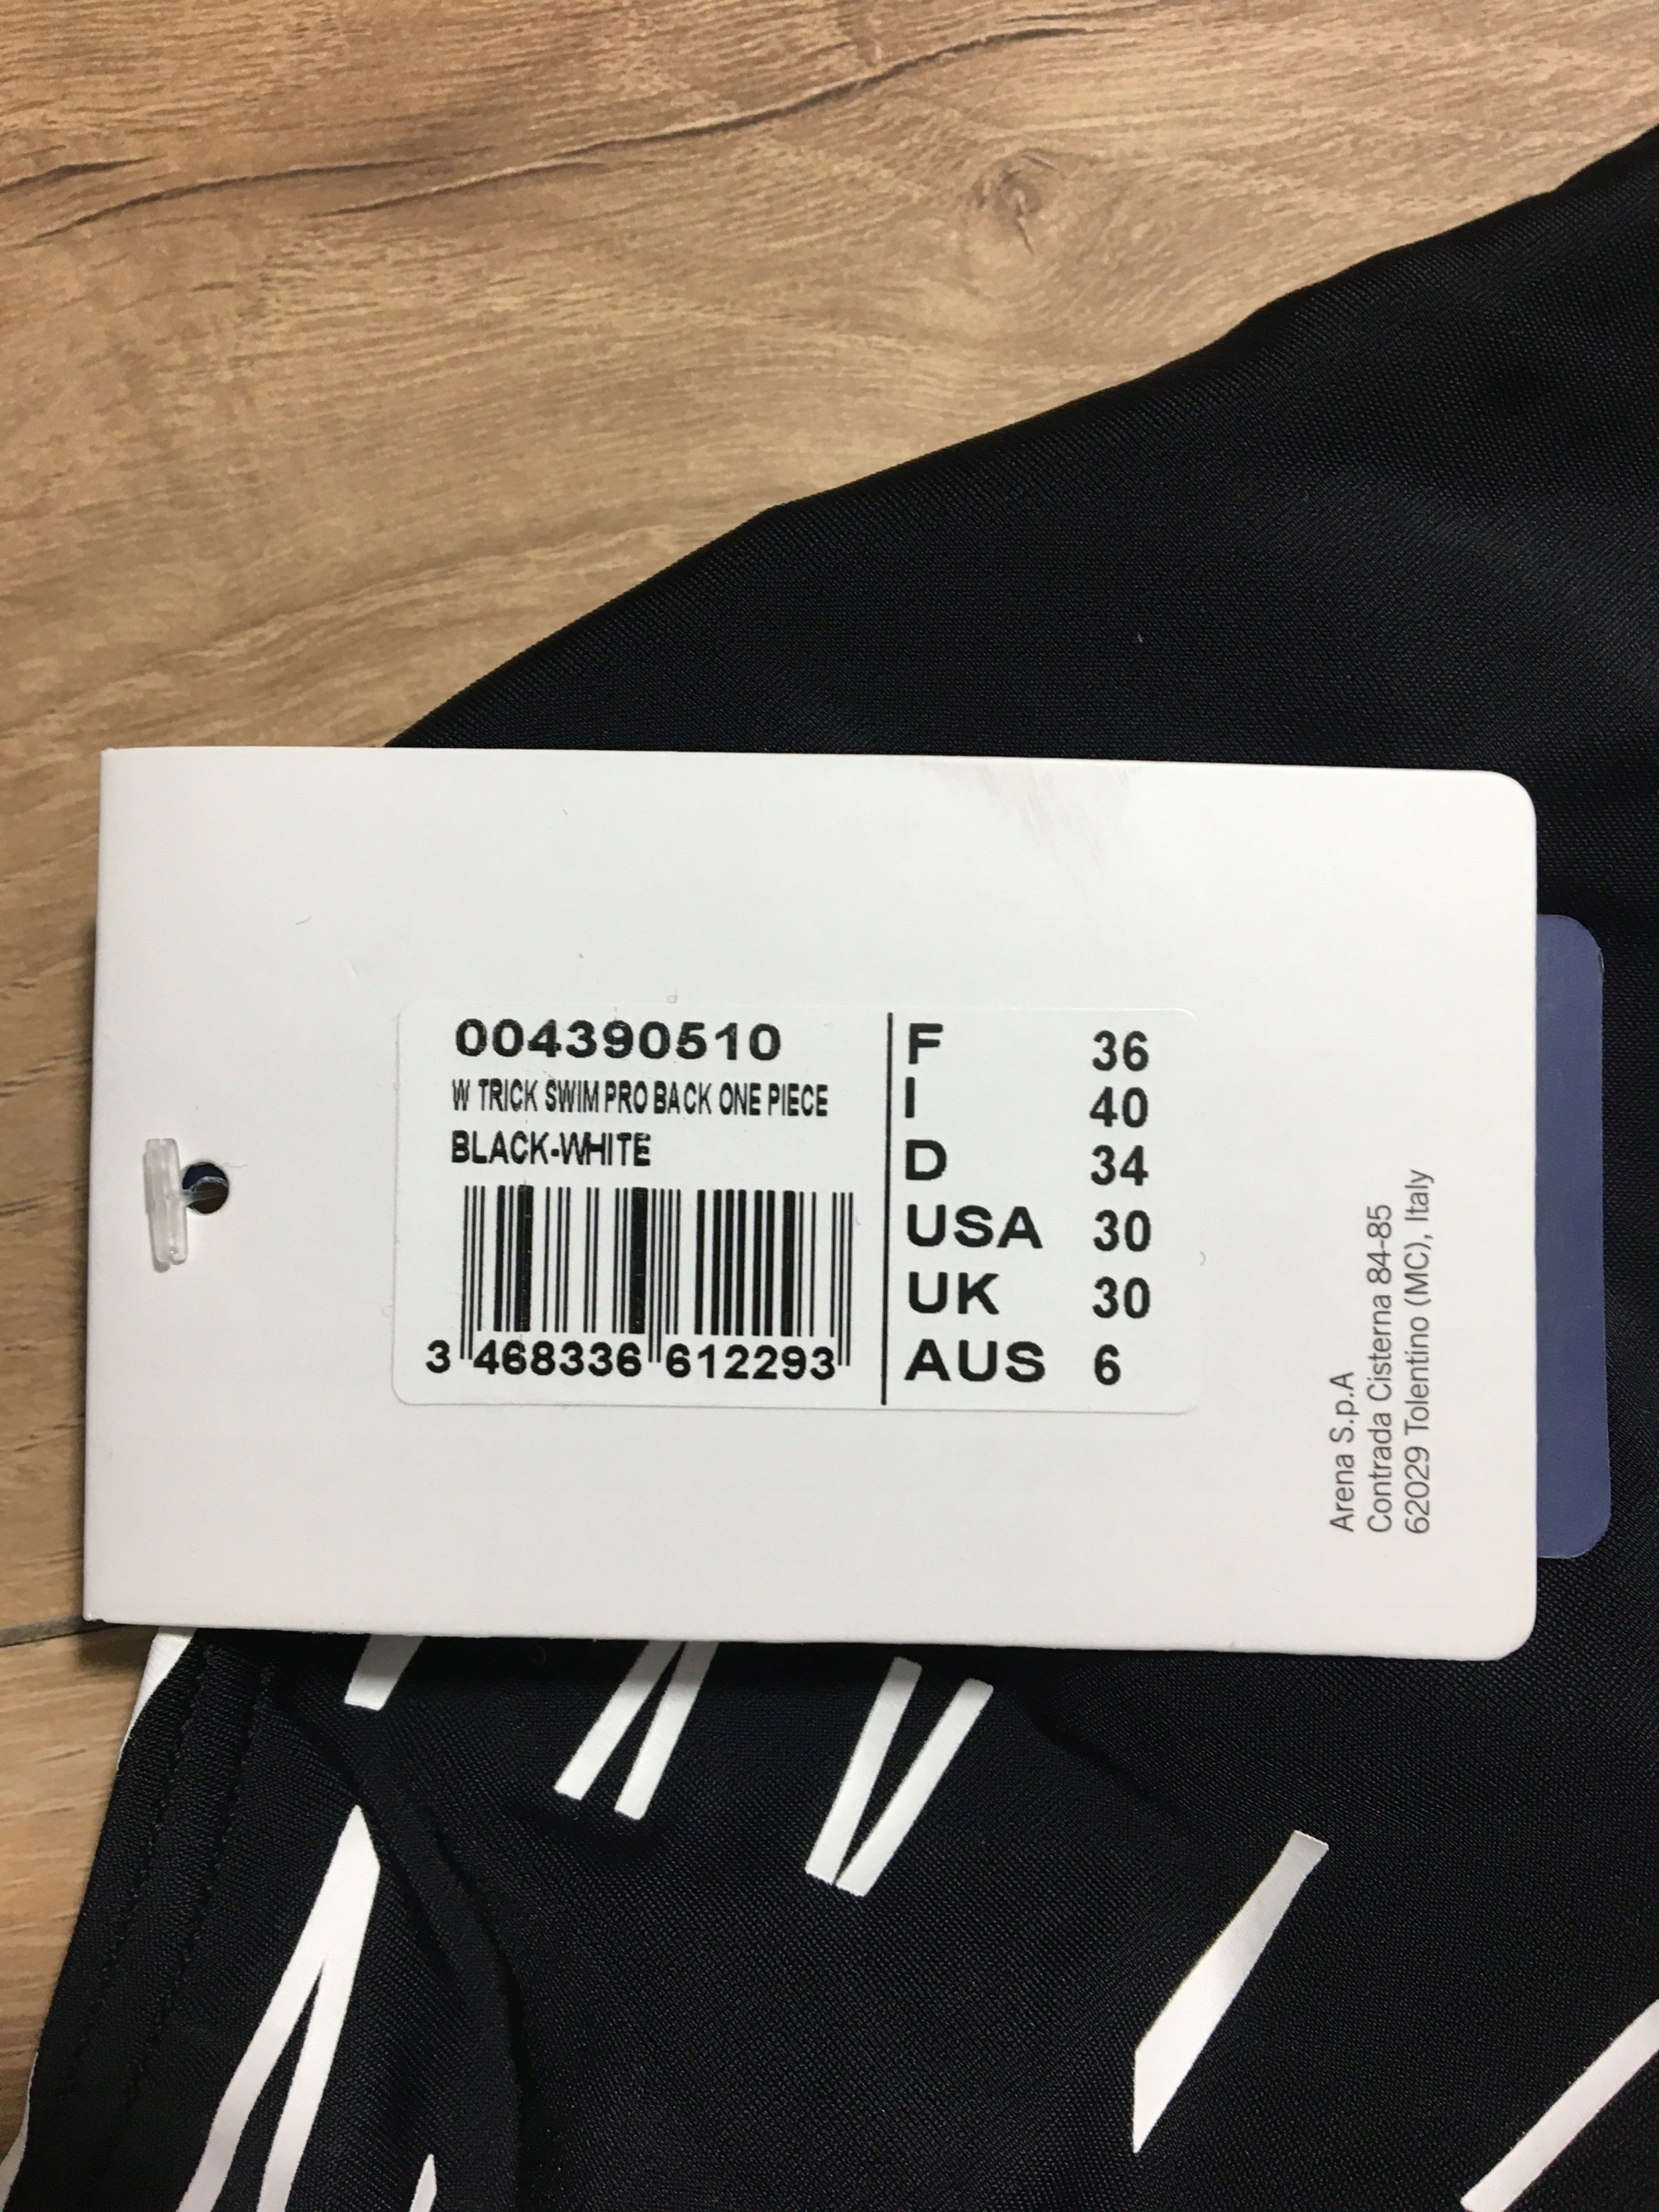 004390510
W TRICK SWIM PRO BACK ONE PIECE
BLACK-WHITE
3 468336 612293
F 36
I 40
D 34
USA 30
UK 30
AUS 6
Arena S.p.A
Contrada Cisterna 84-85
62029 Tolentino (MC), Italy